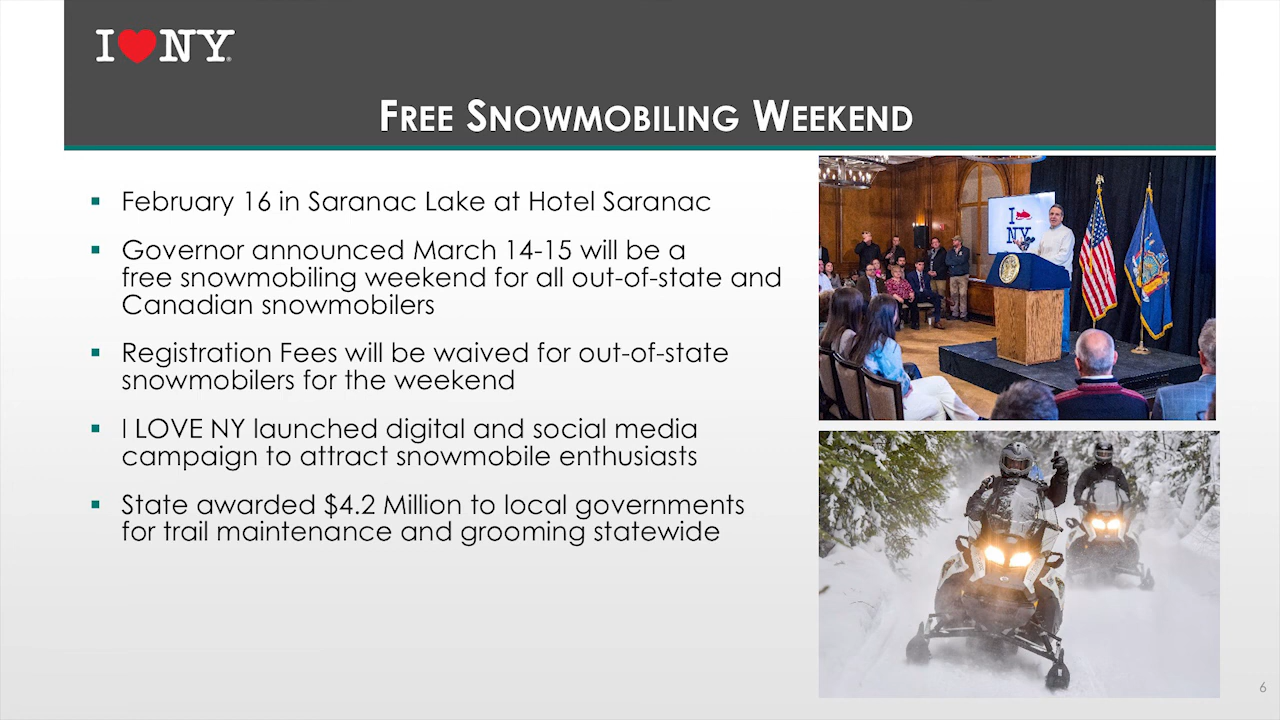 I NY
FREE SNOWMOBILING WEEKEND
▪ February 16 in Saranac Lake at Hotel Saranac
▪ Governor announced March 14-15 will be a
free snowmobiling weekend for all out-of-state and
Canadian snowmobilers
▪ Registration Fees will be waived for out-of-state
snowmobilers for the weekend
▪ I LOVE NY launched digital and social media
campaign to attract snowmobile enthusiasts
▪ State awarded $4.2 Million to local governments
for trail maintenance and grooming statewide
I
NY
6